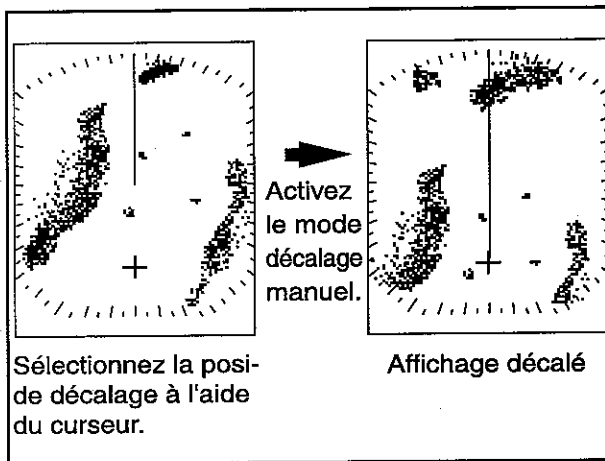 Activez
le mode
décalage
manuel.
Sélectionnez la posi-
de décalage à l'aide
du curseur.
Affichage décalé